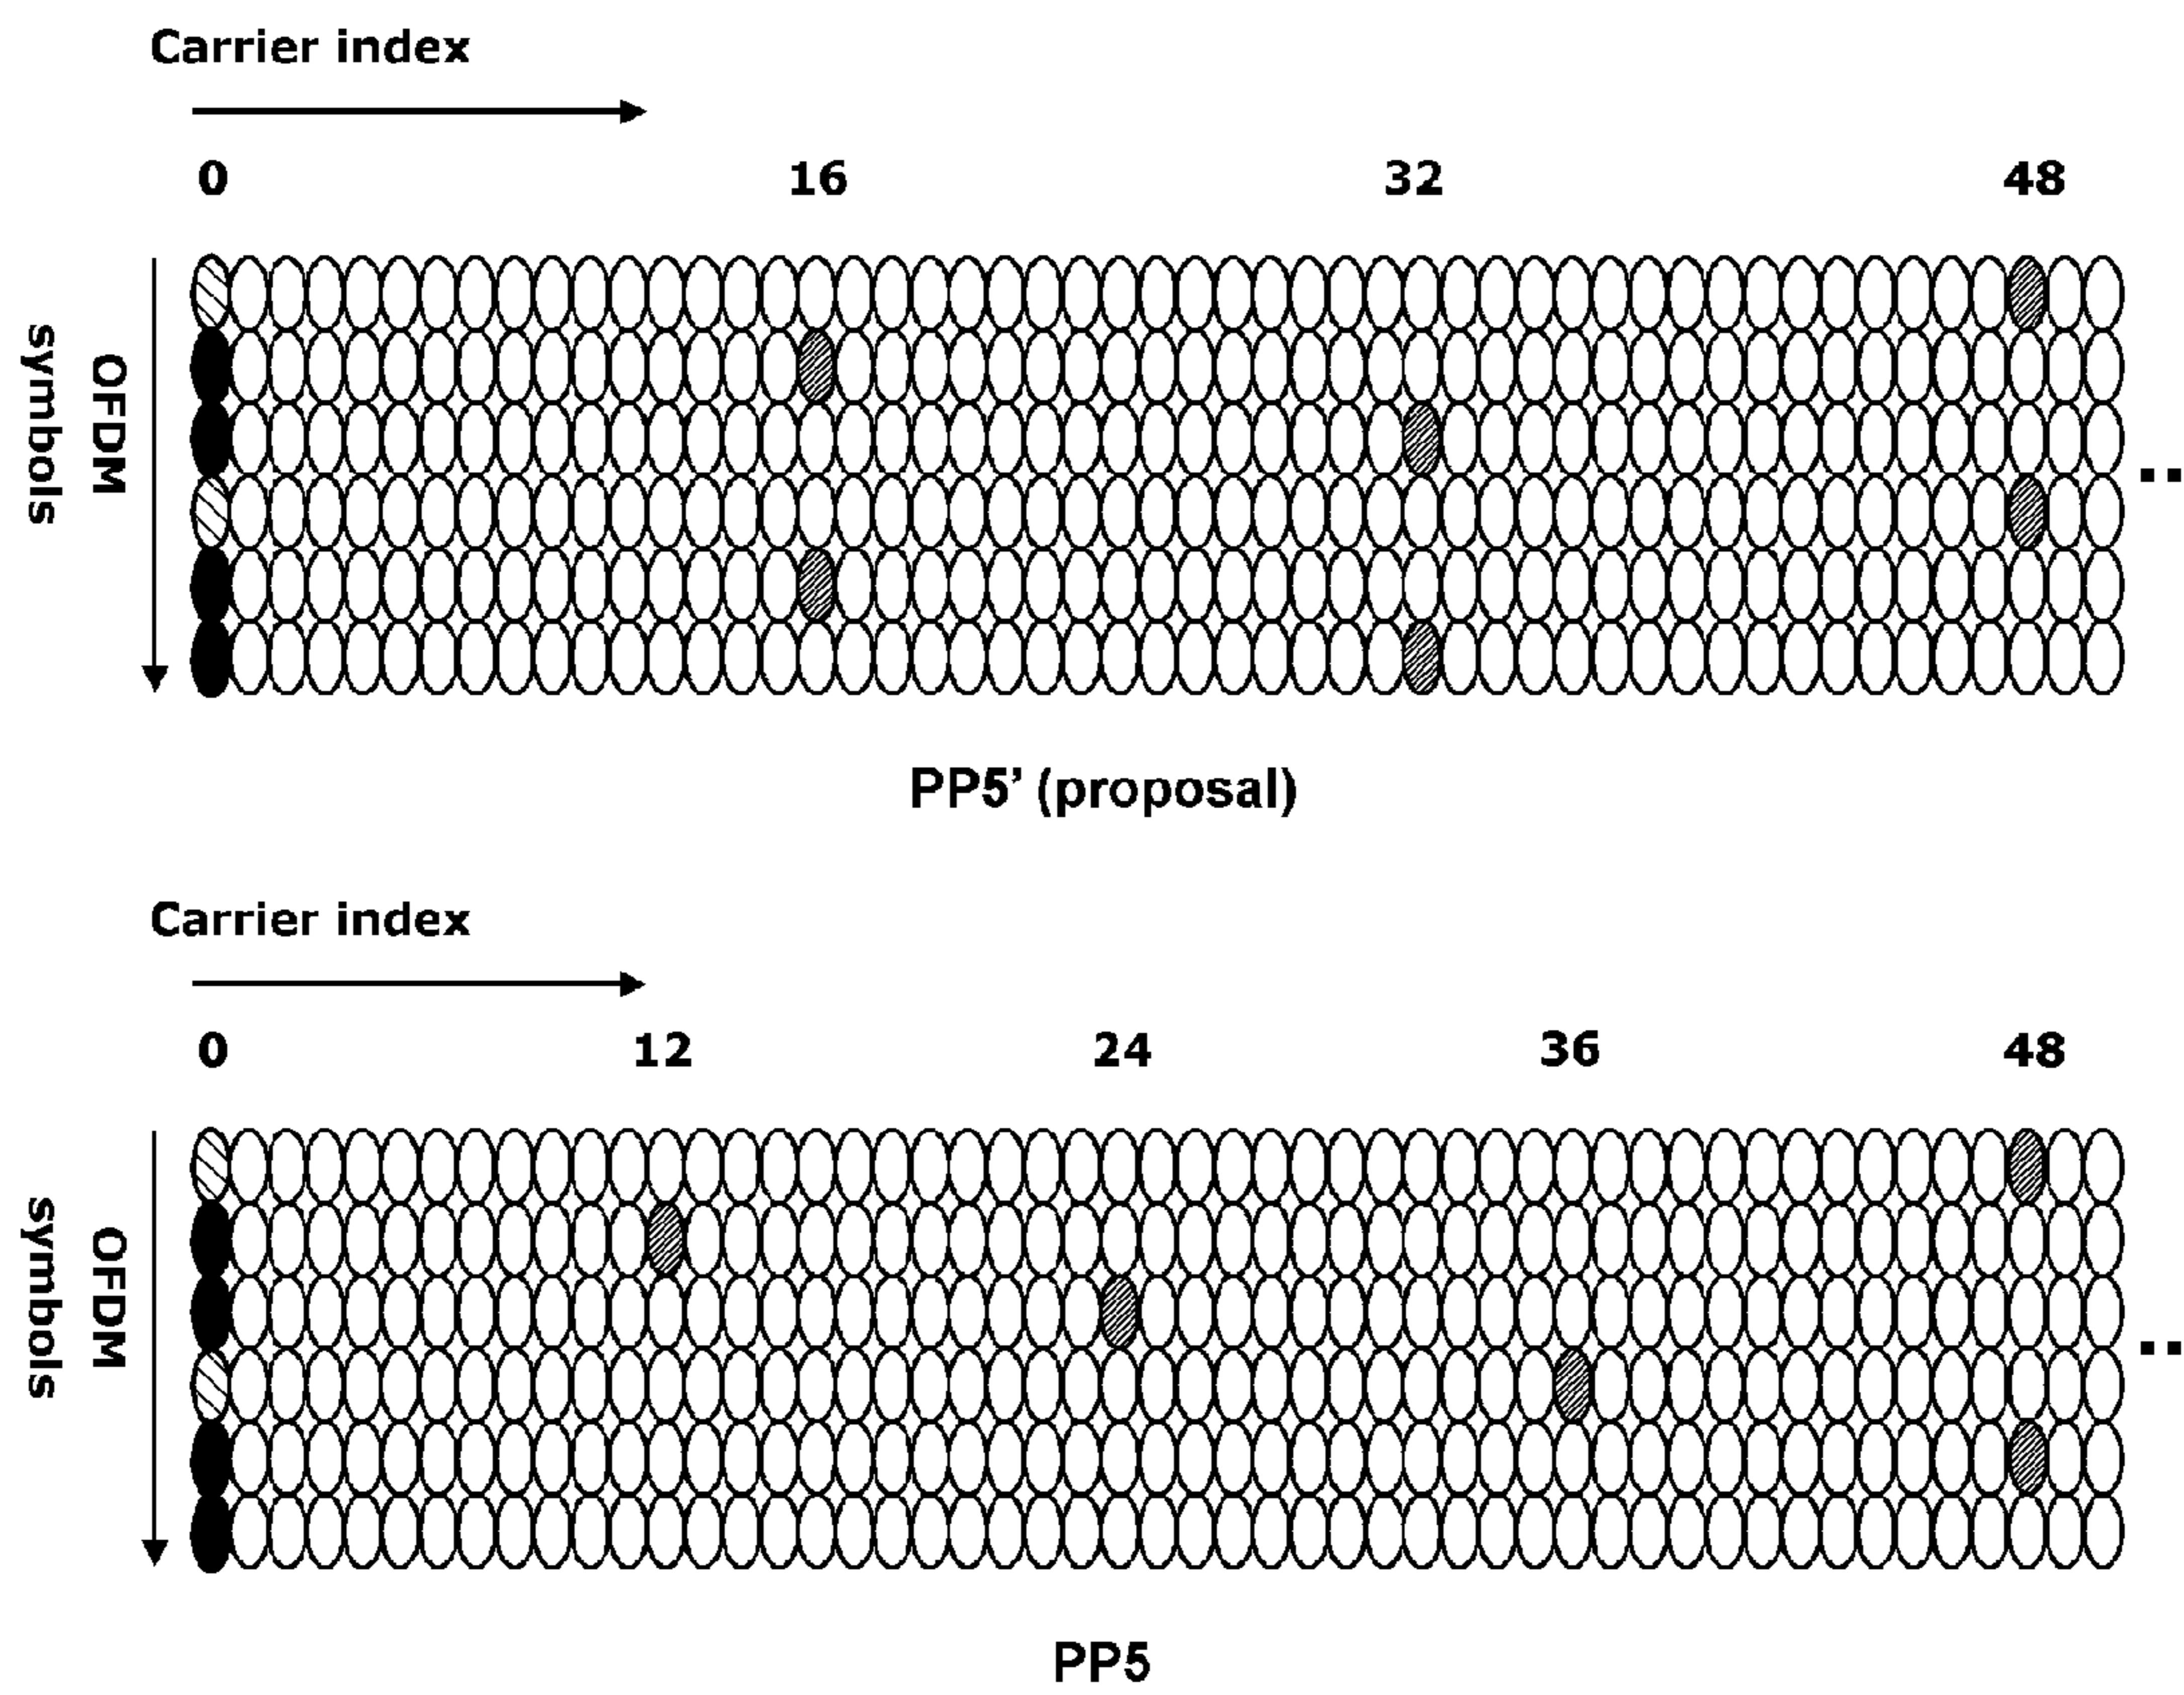 Carrier index
0 16 32 48
OFDM
symbols
..
PP5' (proposal)
Carrier index
0 12 24 36 48
OFDM
symbols
..
PP5